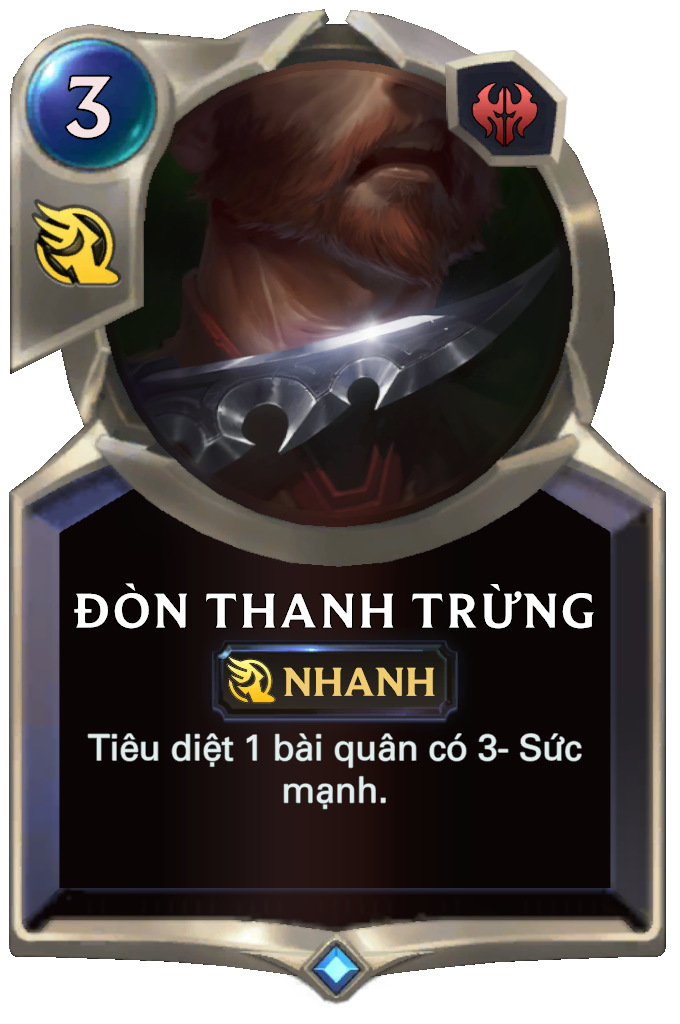 3
ĐÒN THANH TRỪNG
NHANH
Tiêu diệt 1 bài quân có 3- Sức
mạnh.